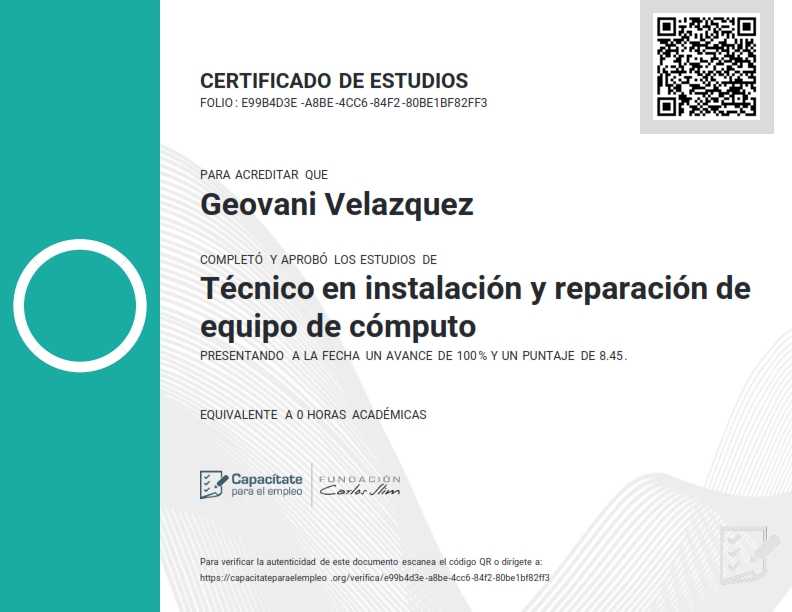 CERTIFICADO DE ESTUDIOS
FOLIO: E99B4D3E-A8BE-4CC6-84F2-80BE1BF82FF3
PARA ACREDITAR QUE
Geovani Velazquez
COMPLETÓ Y APROBÓ LOS ESTUDIOS DE
Técnico en instalación y reparación de
equipo de cómputo
PRESENTANDO A LA FECHA UN AVANCE DE 100% Y UN PUNTAJE DE 8.45.
EQUIVALENTE A 0 HORAS ACADÉMICAS
Capacítate
para el empleo
FUNDACIÓN
Carlos Slim
Para verificar la autenticidad de este documento escanea el código QR o dirígete a:
https://capacitateparaelempleo.org/verifica/e99b4d3e-a8be-4cc6-84f2-80be1bf82ff3